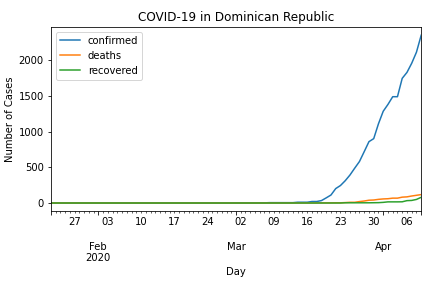 COVID-19 in Dominican Republic
confirmed
deaths
recovered
Number of Cases
2000
1500
1000
500
0
27 03 10 17 24 02 09 16 23 30 06
Feb Mar Apr
2020
Day